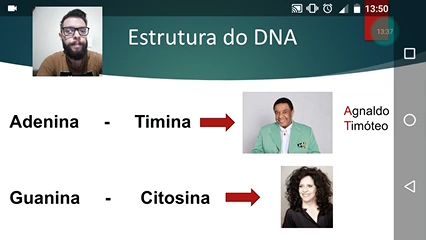 13:50
13:37
Estrutura do DNA
Adenina - Timina
Agnaldo
Timóteo
Guanina - Citosina